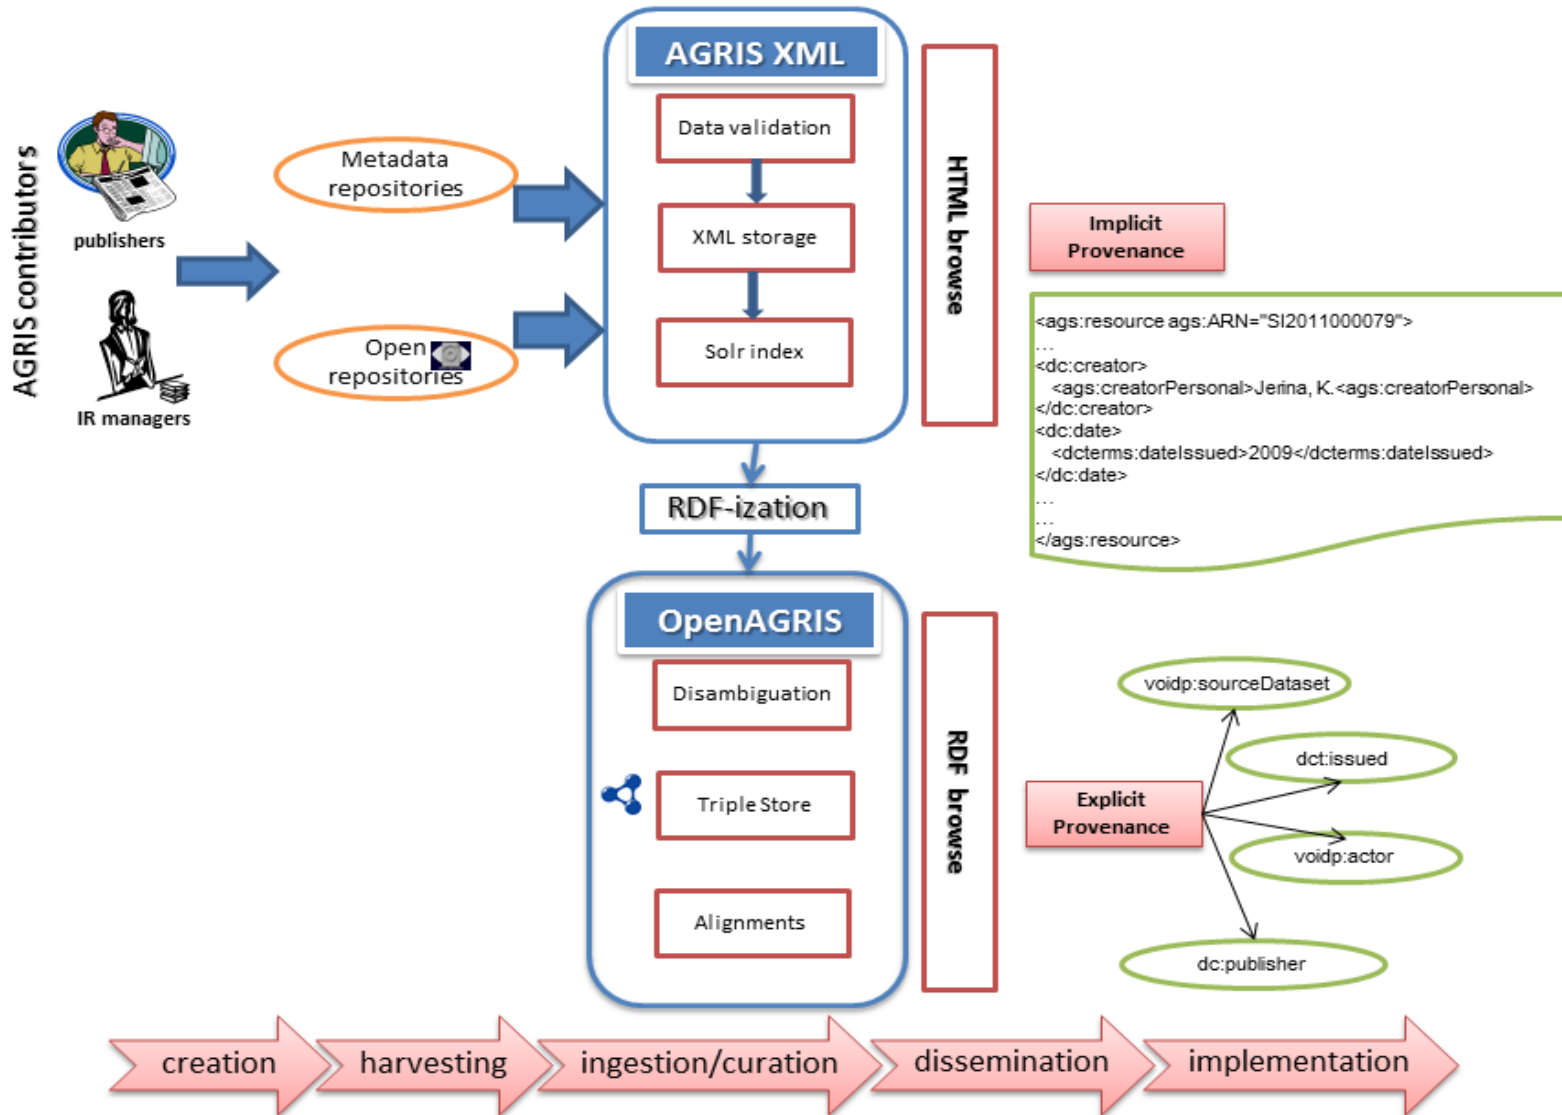 AGRIS contributors
publishers
IR managers
Metadata
repositories
Open
repositories
AGRIS XML
Data validation
XML storage
Solr index
HTML browse
Implicit
Provenance
<ags:resource ags:ARN="SI2011000079">
...
<dc:creator>
<ags:creatorPersonal>Jerina, K.<ags:creatorPersonal>
</dc:creator>
<dc:date>
<dcterms:dateIssued>2009</dcterms:dateIssued>
</dc:date>
...
...
</ags:resource>
RDF-ization
OpenAGRIS
Disambiguation
Triple Store
Alignments
RDF browse
Explicit
Provenance
voidp:sourceDataset
dct:issued
voidp:actor
dc:publisher
creation
harvesting
ingestion/curation
dissemination
implementation